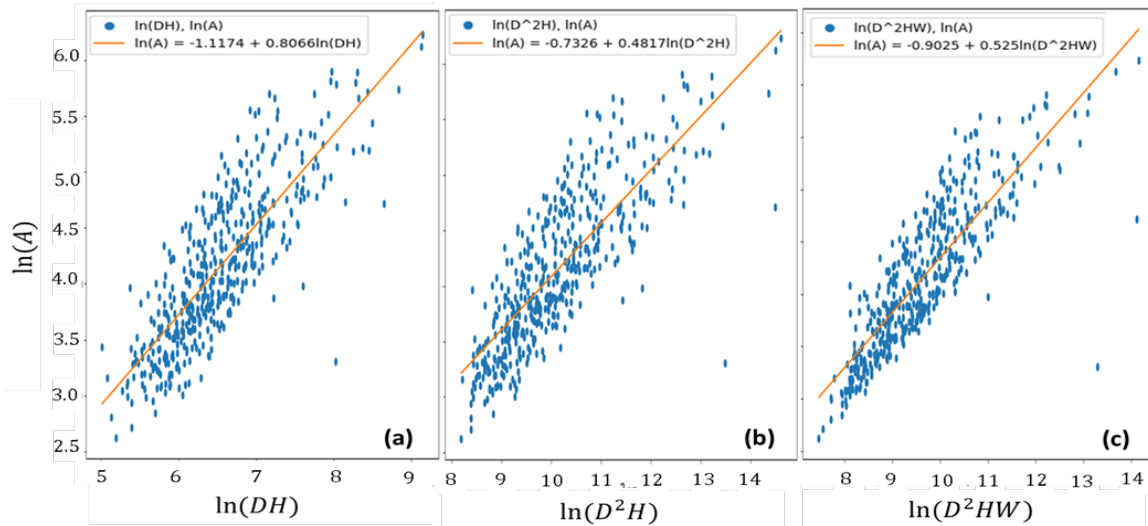 ln(DH), ln(A)
ln(A) = -1.1174 + 0.8066ln(DH)
ln(D^2H), ln(A)
ln(A) = -0.7326 + 0.4817ln(D^2H)
ln(D^2HW), ln(A)
ln(A) = -0.9025 + 0.525ln(D^2HW)
6.0
5.5
5.0
4.5
4.0
3.5
3.0
2.5
ln(A)
(a)
(b)
(c)
5 6 7 8 9
8 9 10 11 12 13 14
8 9 10 11 12 13 14
ln(DH)
ln(D²H)
ln(D²HW)